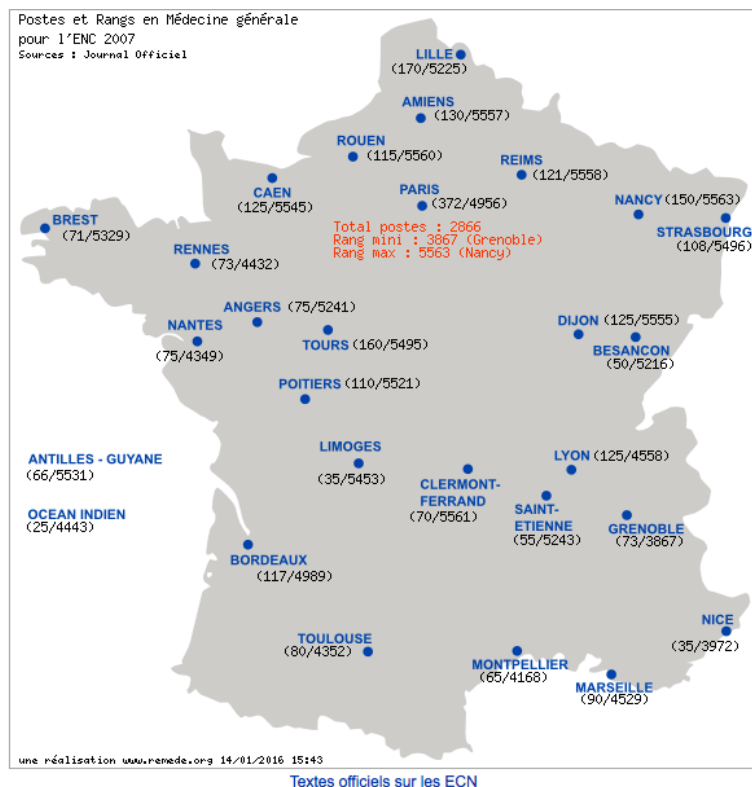 Postes et Rangs en Médecine générale
pour l'ENC 2007
Sources : Journal Officiel
LILLE
(170/5225)
AMIENS
(130/5557)
ROUEN
(115/5560)
REIMS
(121/5558)
CAEN
(125/5545)
PARIS
(372/4956)
NANCY (150/5563)
STRASBOURG
(108/5496)
BREST
(71/5329)
Total postes : 2866
Rang mini : 3867 (Grenoble)
Rang max : 5563 (Nancy)
RENNES
(73/4432)
ANGERS (75/5241)
NANTES
(75/4349)
TOURS (160/5495)
DIJON (125/5555)
BESANCON
(50/5216)
POITIERS (110/5521)
ANTILLES - GUYANE
(66/5531)
LIMOGES
(35/5453)
LYON (125/4558)
CLERMONT-
FERRAND
(70/5561)
SAINT-
ETIENNE
(55/5243)
OCEAN INDIEN
(25/4443)
GRENOBLE
(73/3867)
BORDEAUX
(117/4989)
NICE
(35/3972)
TOULOUSE
(80/4352)
MONTPELLIER
(65/4168)
MARSEILLE
(90/4529)
une réalisation www.remede.org 14/01/2016 15:43
Textes officiels sur les ECN